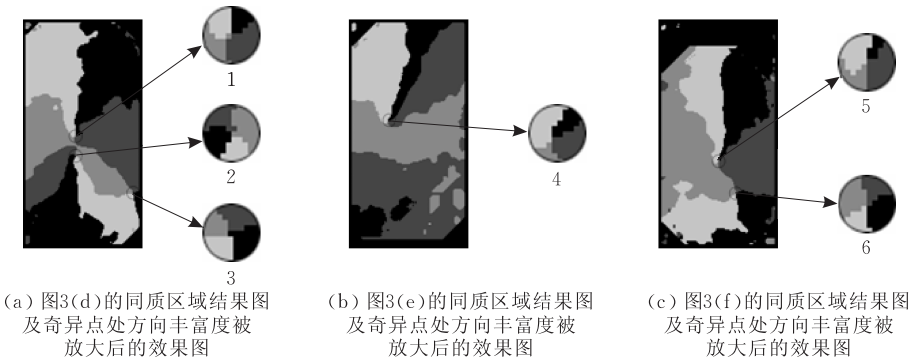 1
2
3
4
5
6
(a) 图3(d)的同质区域结果图
及奇异点处方向丰富度被
放大后的效果图
(b) 图3(e)的同质区域结果图
及奇异点处方向丰富度被
放大后的效果图
(c) 图3(f)的同质区域结果图
及奇异点处方向丰富度被
放大后的效果图